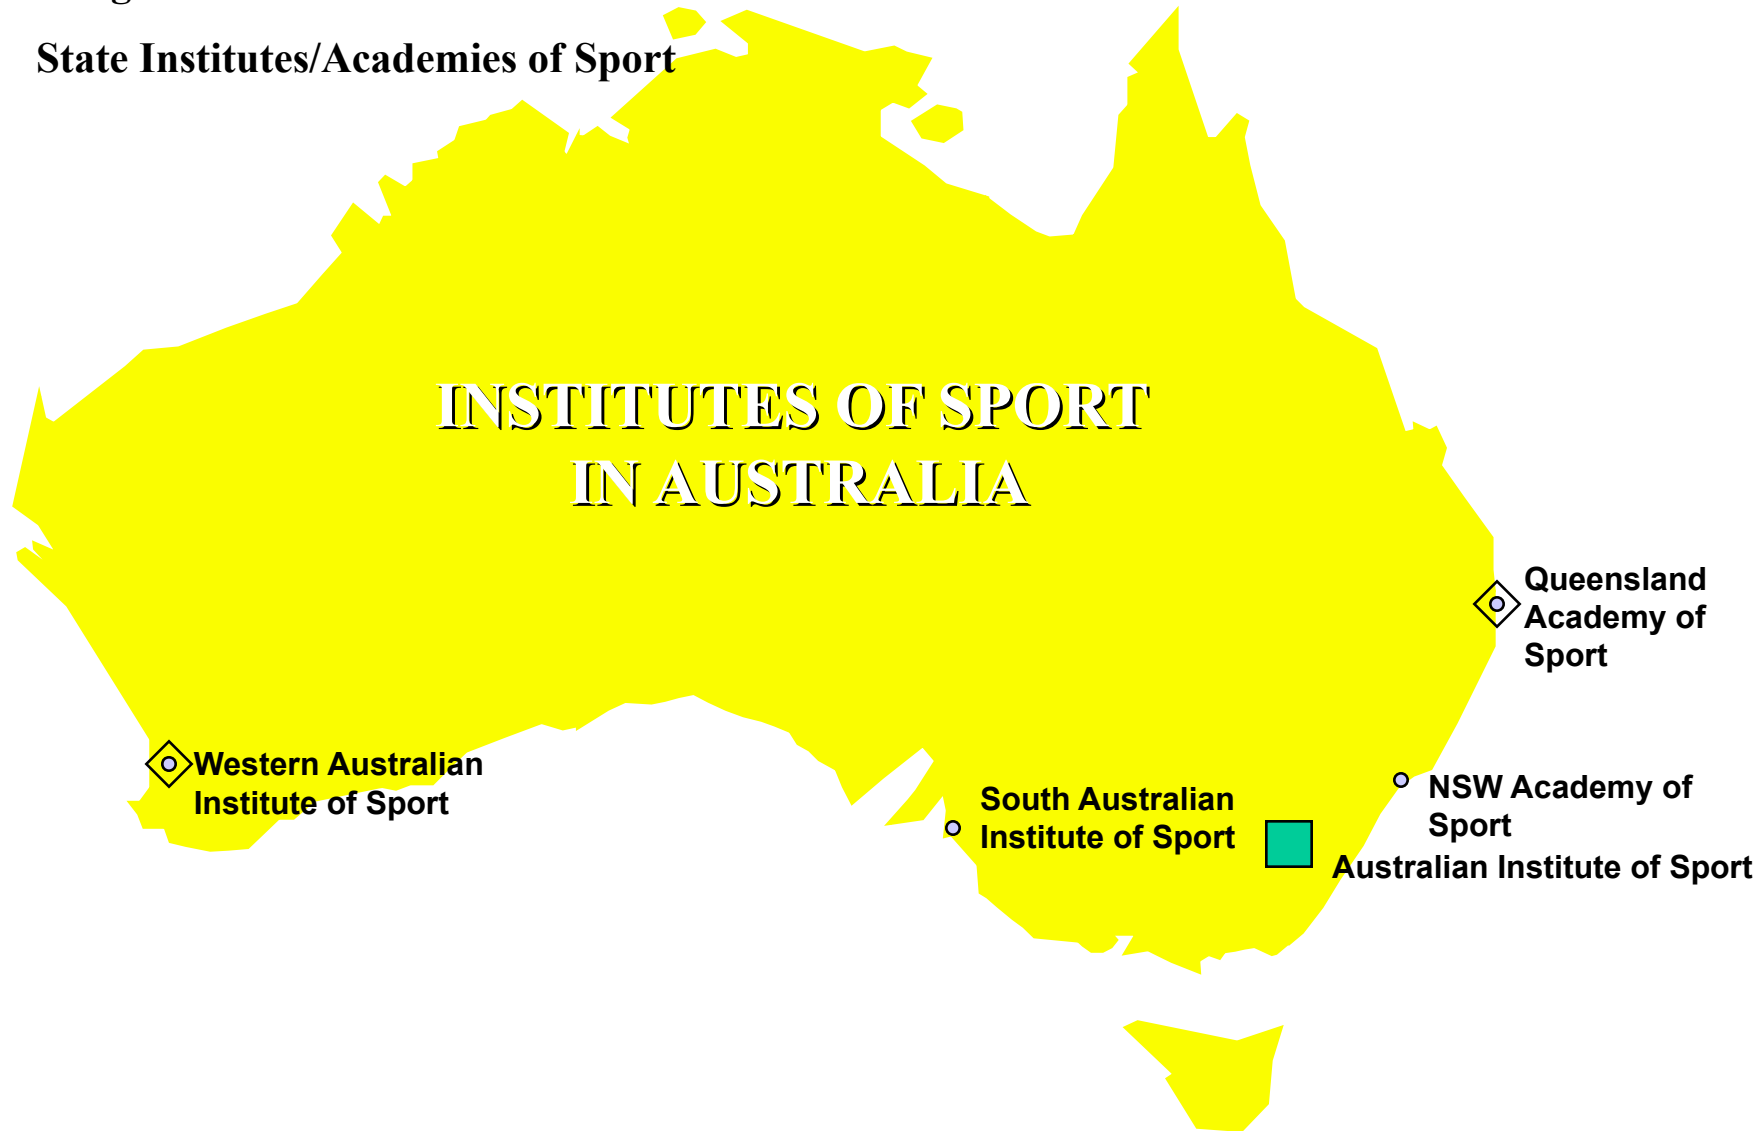 State Institutes/Academies of Sport
INSTITUTES OF SPORT
IN AUSTRALIA
Queensland
Academy of
Sport
Western Australian
Institute of Sport
South Australian
Institute of Sport
NSW Academy of
Sport
Australian Institute of Sport